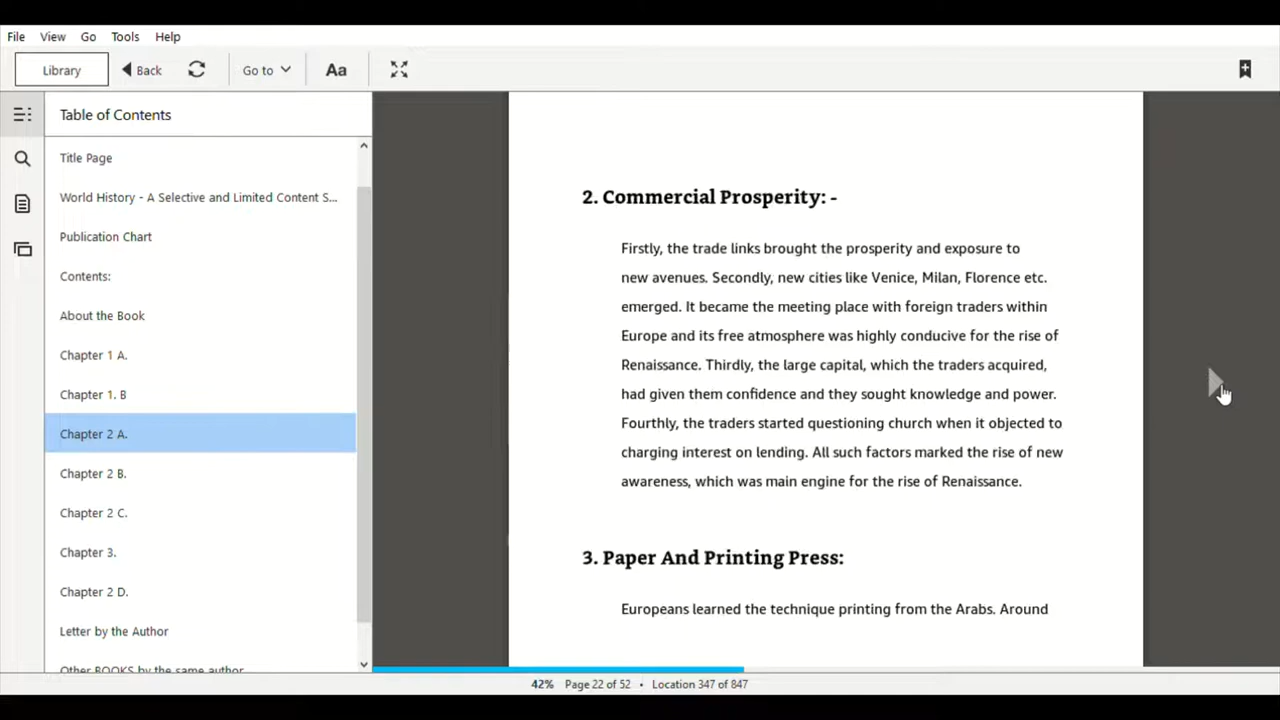 File View Go Tools Help
Library Back Go to Aa
Table of Contents
Title Page
World History - A Selective and Limited Content S...
Publication Chart
Contents:
About the Book
Chapter 1 A.
Chapter 1. B
Chapter 2 A.
Chapter 2 B.
Chapter 2 C.
Chapter 3.
Chapter 2 D.
Letter by the Author
Other BOOKS by the same author
2. Commercial Prosperity: -
Firstly, the trade links brought the prosperity and exposure to
new avenues. Secondly, new cities like Venice, Milan, Florence etc.
emerged. It became the meeting place with foreign traders within
Europe and its free atmosphere was highly conducive for the rise of
Renaissance. Thirdly, the large capital, which the traders acquired,
had given them confidence and they sought knowledge and power.
Fourthly, the traders started questioning church when it objected to
charging interest on lending. All such factors marked the rise of new
awareness, which was main engine for the rise of Renaissance.
3. Paper And Printing Press:
Europeans learned the technique printing from the Arabs. Around
42% Page 22 of 52 • Location 347 of 847